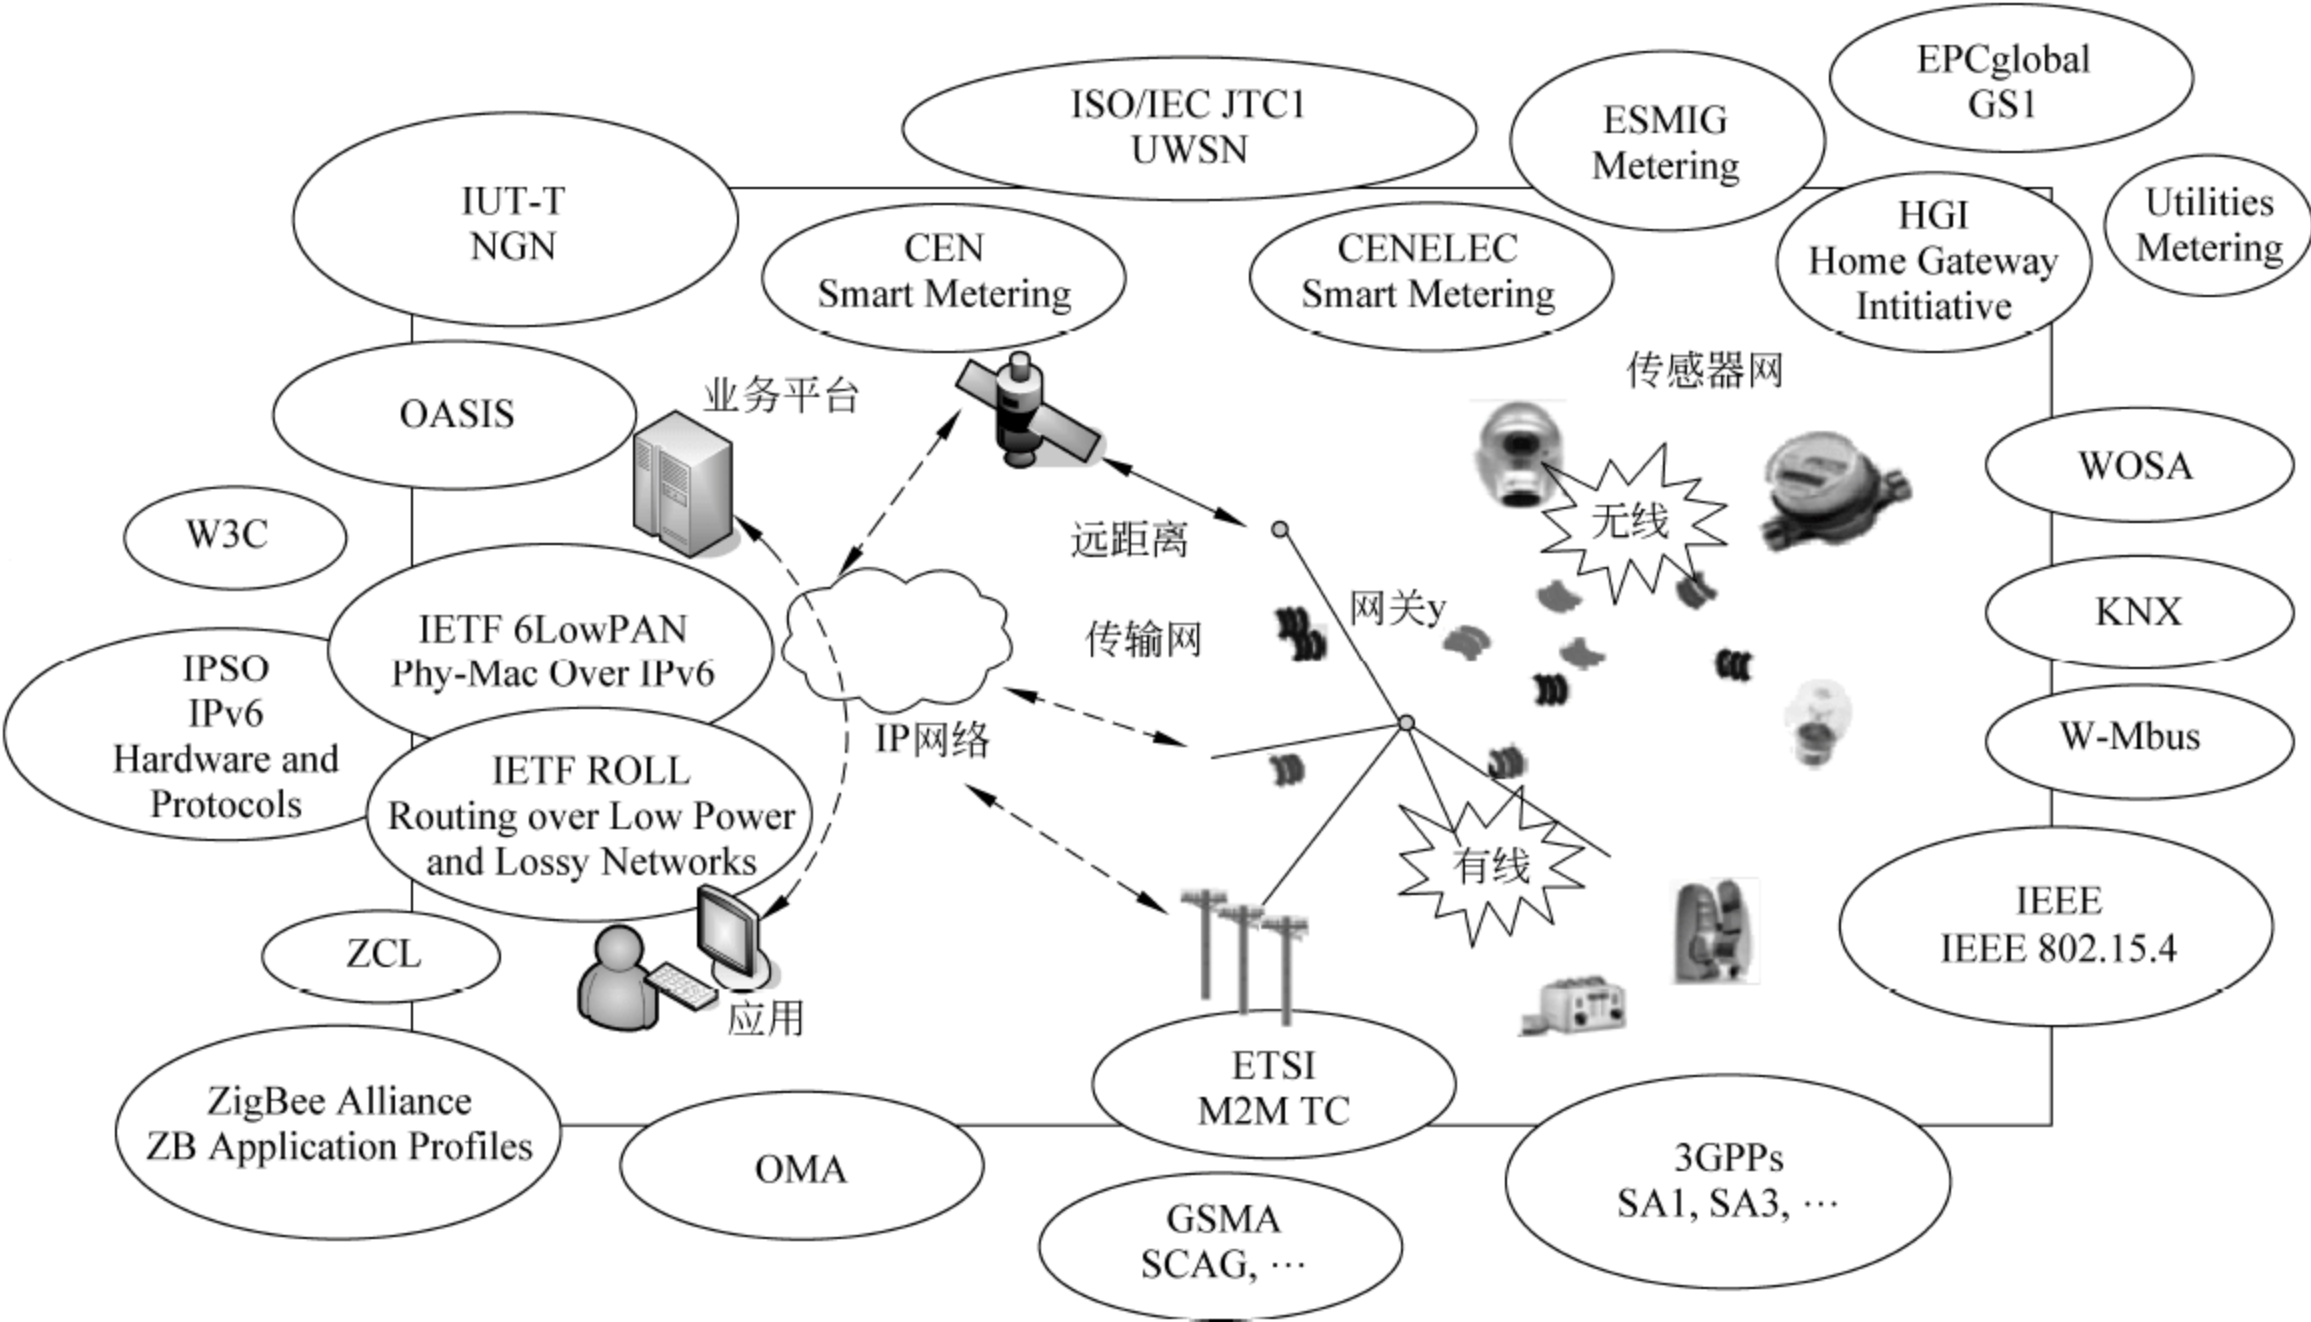 EPCglobal
GS1
ISO/IEC JTC1
UWSN
ESMIG
Metering
IUT-T
NGN
CEN
Smart Metering
CENELEC
Smart Metering
HGI
Home Gateway
Intitiative
Utilities
Metering
传感器网
业务平台
OASIS
WOSA
W3C
远距离
无线
IETF 6LowPAN
Phy-Mac Over IPv6
传输网
网关y
KNX
IPSO
IPv6
Hardware and
Protocols
IP网络
W-Mbus
IETF ROLL
Routing over Low Power
and Lossy Networks
有线
IEEE
IEEE 802.15.4
ZCL
应用
ETSI
M2M TC
ZigBee Alliance
ZB Application Profiles
OMA
3GPPs
SA1, SA3, …
GSMA
SCAG, …